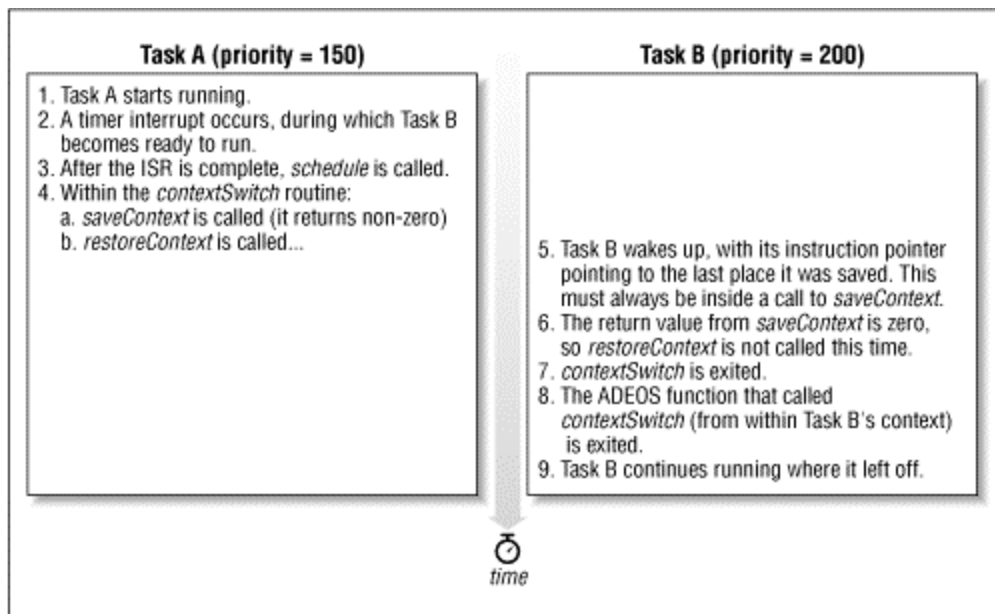 Task A (priority = 150)
1. Task A starts running.
2. A timer interrupt occurs, during which Task B
becomes ready to run.
3. After the ISR is complete, schedule is called.
4. Within the contextSwitch routine:
a. saveContext is called (it returns non-zero)
b. restoreContext is called...
Task B (priority = 200)
5. Task B wakes up, with its instruction pointer
pointing to the last place it was saved. This
must always be inside a call to saveContext.
6. The return value from saveContext is zero,
so restoreContext is not called this time.
7. contextSwitch is exited.
8. The ADEOS function that called
contextSwitch (from within Task B's context)
is exited.
9. Task B continues running where it left off.
time